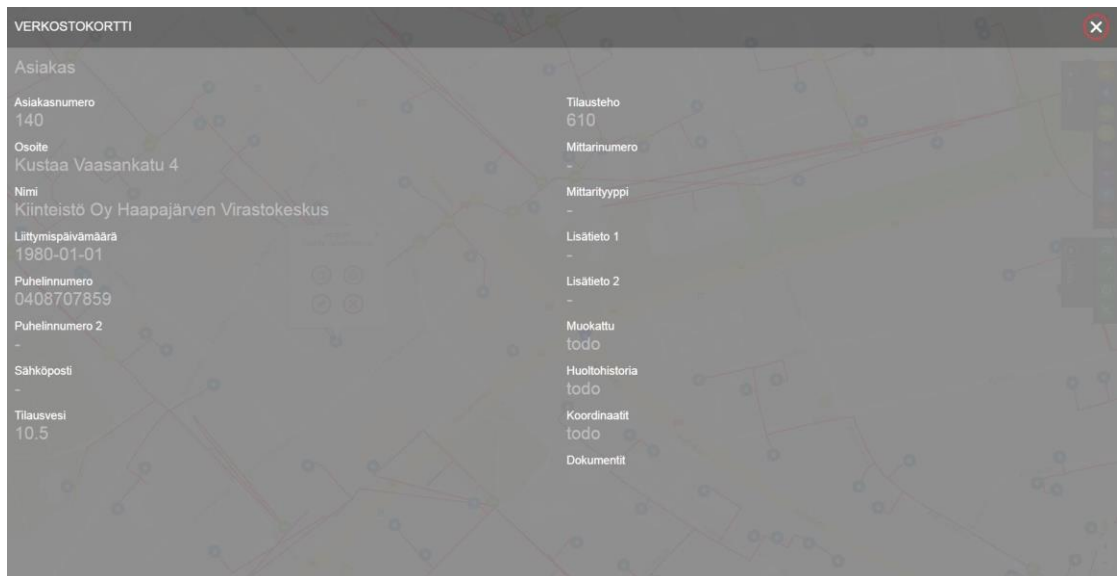 VERKOSTOKORTTI
Asiakas
Asiakasnumero
140
Osoite
Kustaa Vaasankatu 4
Nimi
Kiinteistö Oy Haapajärven Virastokeskus
Liittymispäivämäärä
1980-01-01
Puhelinnumero
0408707859
Puhelinnumero 2
-
Sähköposti
-
Tilausvesi
10.5
Tilausteho
610
Mittarinumero
-
Mittarityyppi
-
Lisätieto 1
-
Lisätieto 2
-
Muokattu
todo
Huoltohistoria
todo
Koordinaatit
todo
Dokumentit